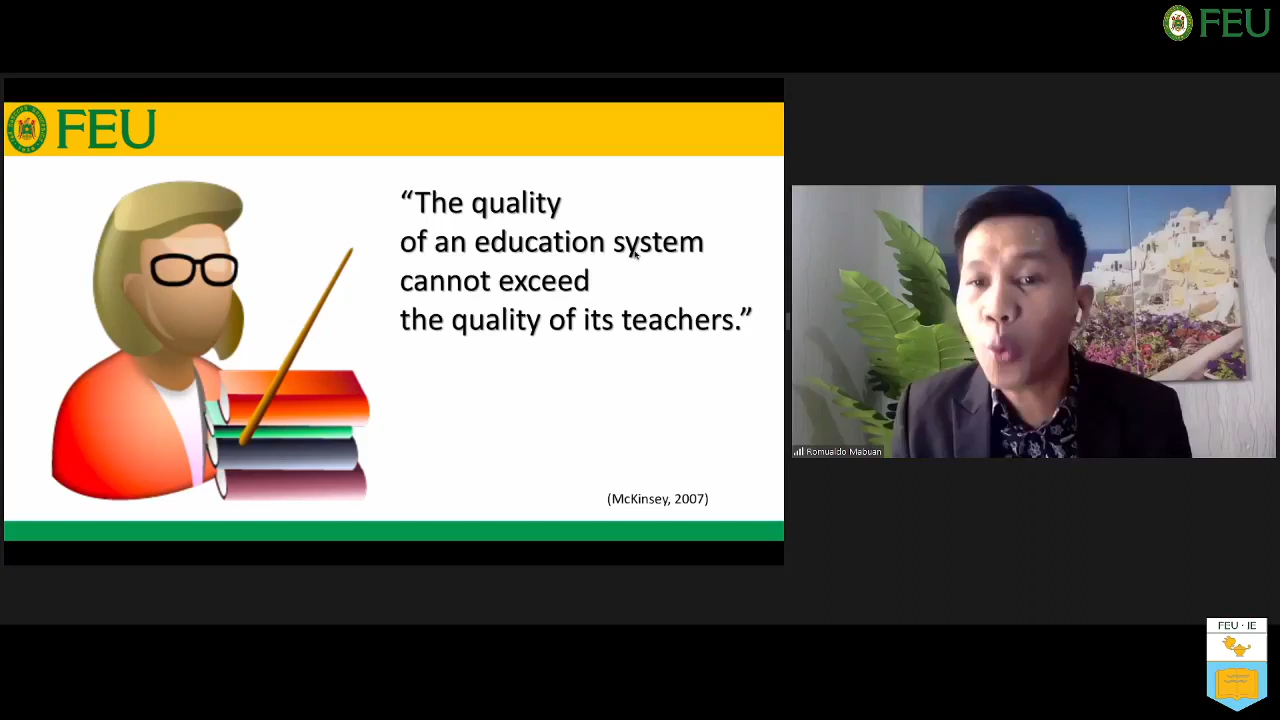 FEU
FEU
“The quality
of an education system
cannot exceed
the quality of its teachers.”
(McKinsey, 2007)
Romualdo Mabuan
FEU · IE